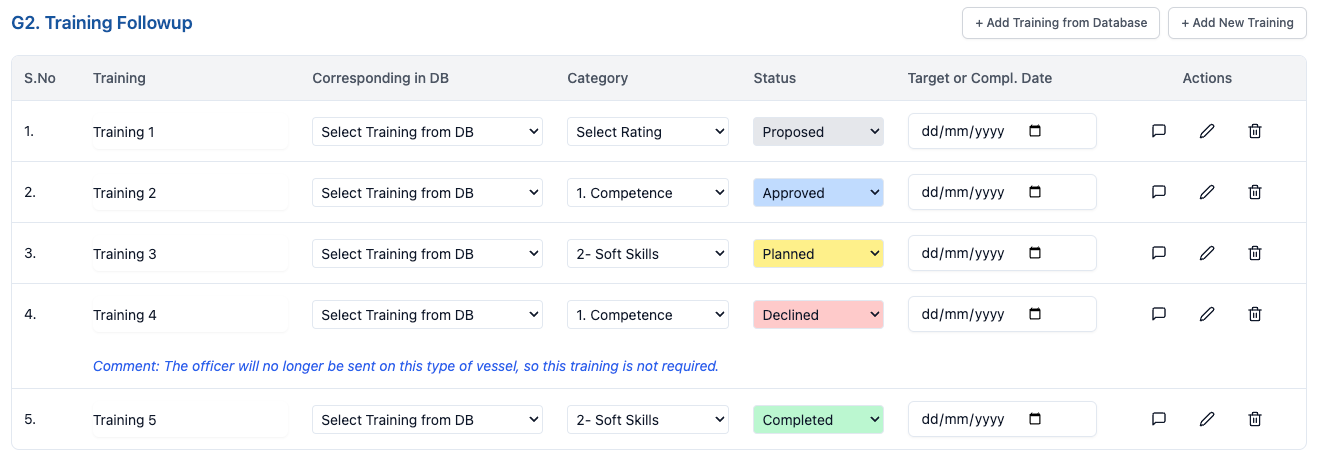 G2. Training Followup
+ Add Training from Database
+ Add New Training
S.No Training Corresponding in DB Category Status Target or Compl. Date Actions
1. Training 1 Select Training from DB Select Rating Proposed dd/mm/yyyy
2. Training 2 Select Training from DB 1. Competence Approved dd/mm/yyyy
3. Training 3 Select Training from DB 2- Soft Skills Planned dd/mm/yyyy
4. Training 4 Select Training from DB 1. Competence Declined dd/mm/yyyy
Comment: The officer will no longer be sent on this type of vessel, so this training is not required.
5. Training 5 Select Training from DB 2- Soft Skills Completed dd/mm/yyyy